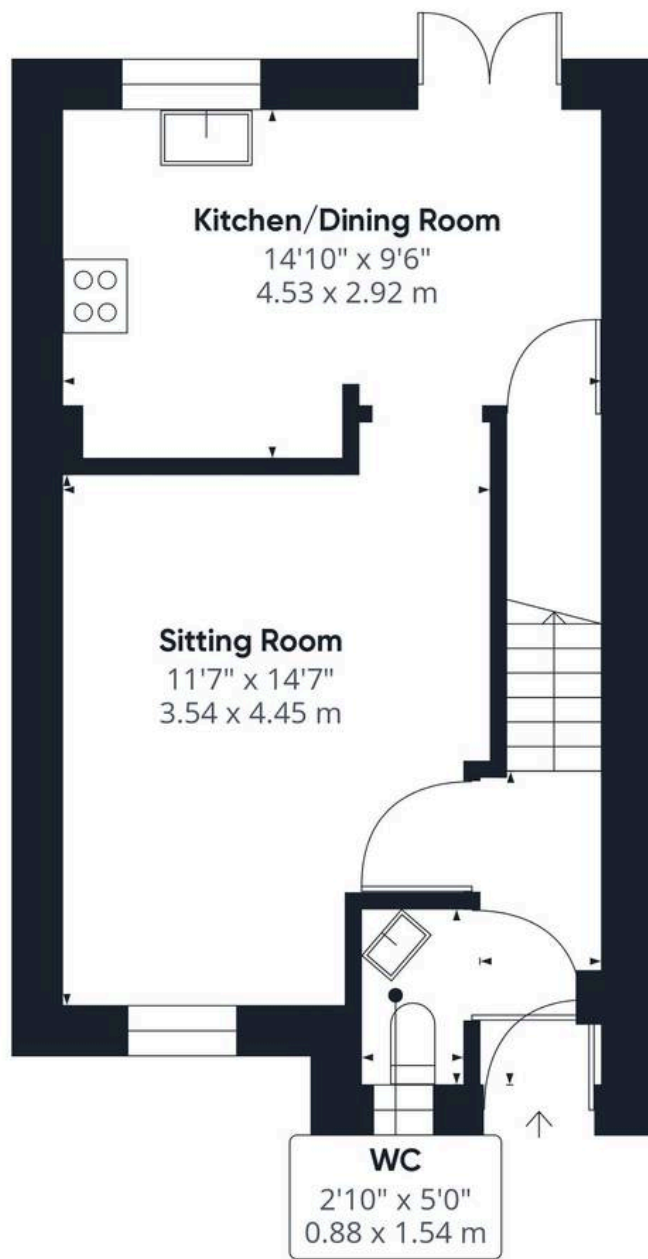 Kitchen/Dining Room
14'10" x 9'6"
4.53 x 2.92 m
Sitting Room
11'7" x 14'7"
3.54 x 4.45 m
WC
2'10" x 5'0"
0.88 x 1.54 m